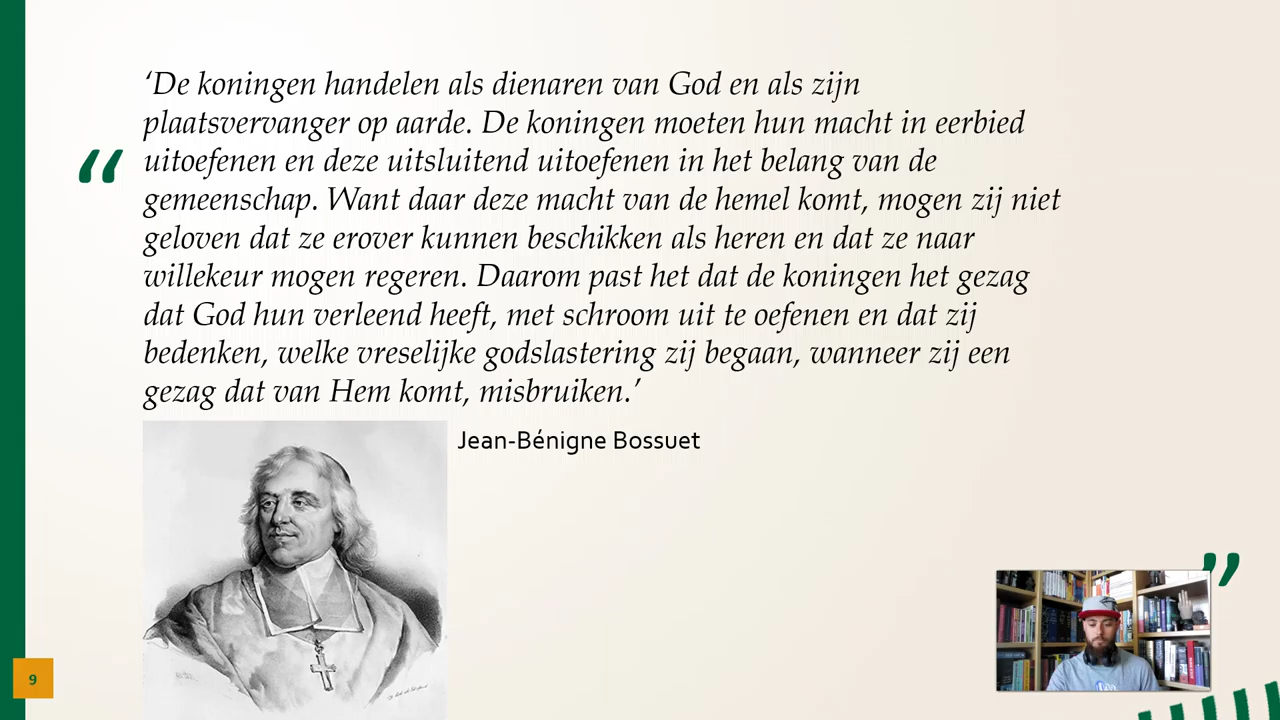 ‘De koningen handelen als dienaren van God en als zijn
plaatsvervanger op aarde. De koningen moeten hun macht in eerbied
uitoefenen en deze uitsluitend uitoefenen in het belang van de
gemeenschap. Want daar deze macht van de hemel komt, mogen zij niet
geloven dat ze erover kunnen beschikken als heren en dat ze naar
willekeur mogen regeren. Daarom past het dat de koningen het gezag
dat God hun verleend heeft, met schroom uit te oefenen en dat zij
bedenken, welke vreselijke godslastering zij begaan, wanneer zij een
gezag dat van Hem komt, misbruiken.’
Jean-Bénigne Bossuet
9